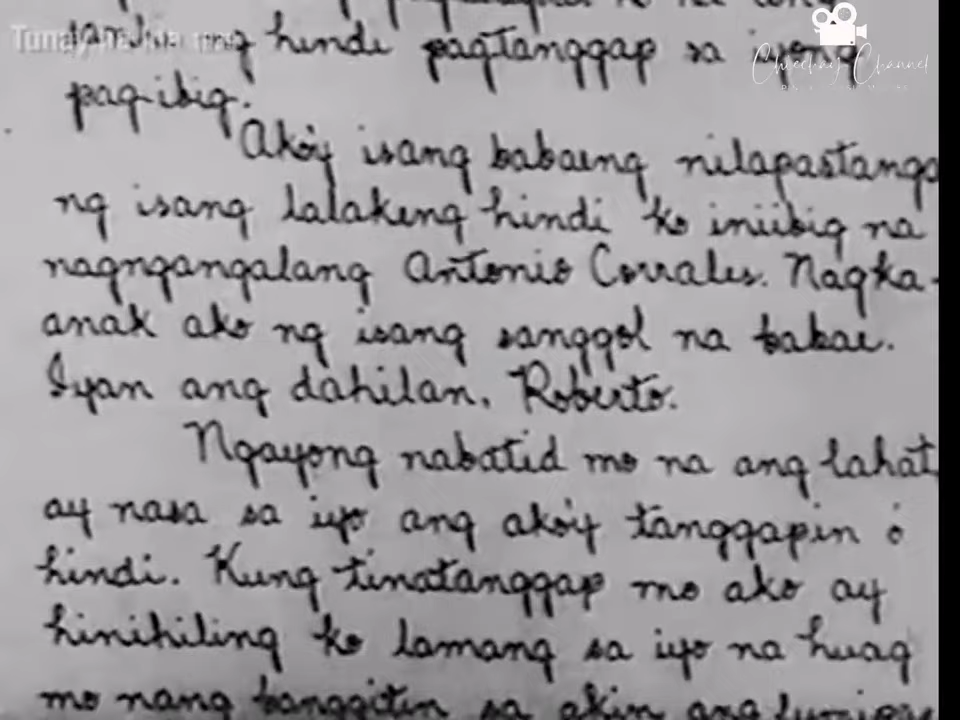 hindi pagtanggap sa iyong
pag-ibig.
Ako'y isang babaing nilapastanga
ng isang lalaking hindi ko iniibig na
nagngangalang Antonio Corrales. Nagka-
anak ako ng isang sanggol na babae.
Iyan ang dahilan, Roberto.
Ngayong nabatid mo na ang lahat,
ay nasa sa iyo ang ako'y tanggapin ó
hindi. Kung tinatanggap mo ako ay
hinihiling ko lamang sa iyo na huag
mo nang banggitin sa akin ang
Channel